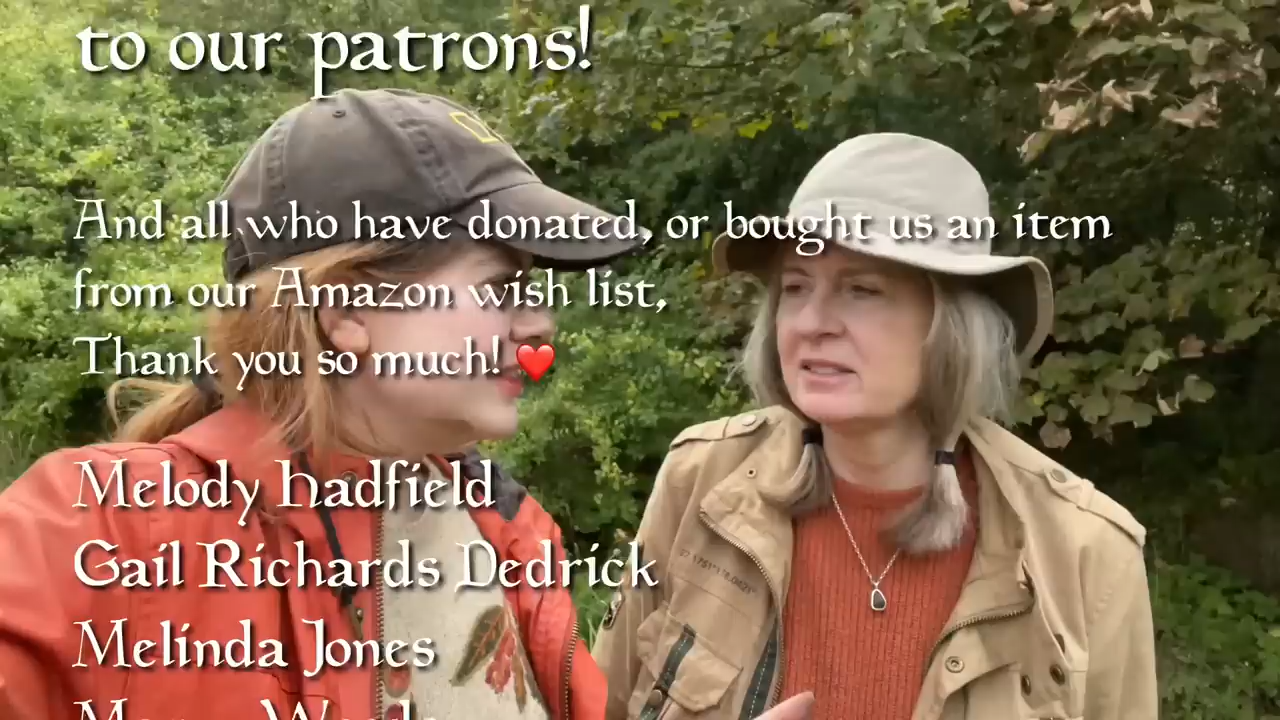 to our patrons!
And all who have donated, or bought us an item
from our Amazon wish list,
Thank you so much! ❤️
Melody Hadfield
Gail Richards Dedrick
Melinda Jones